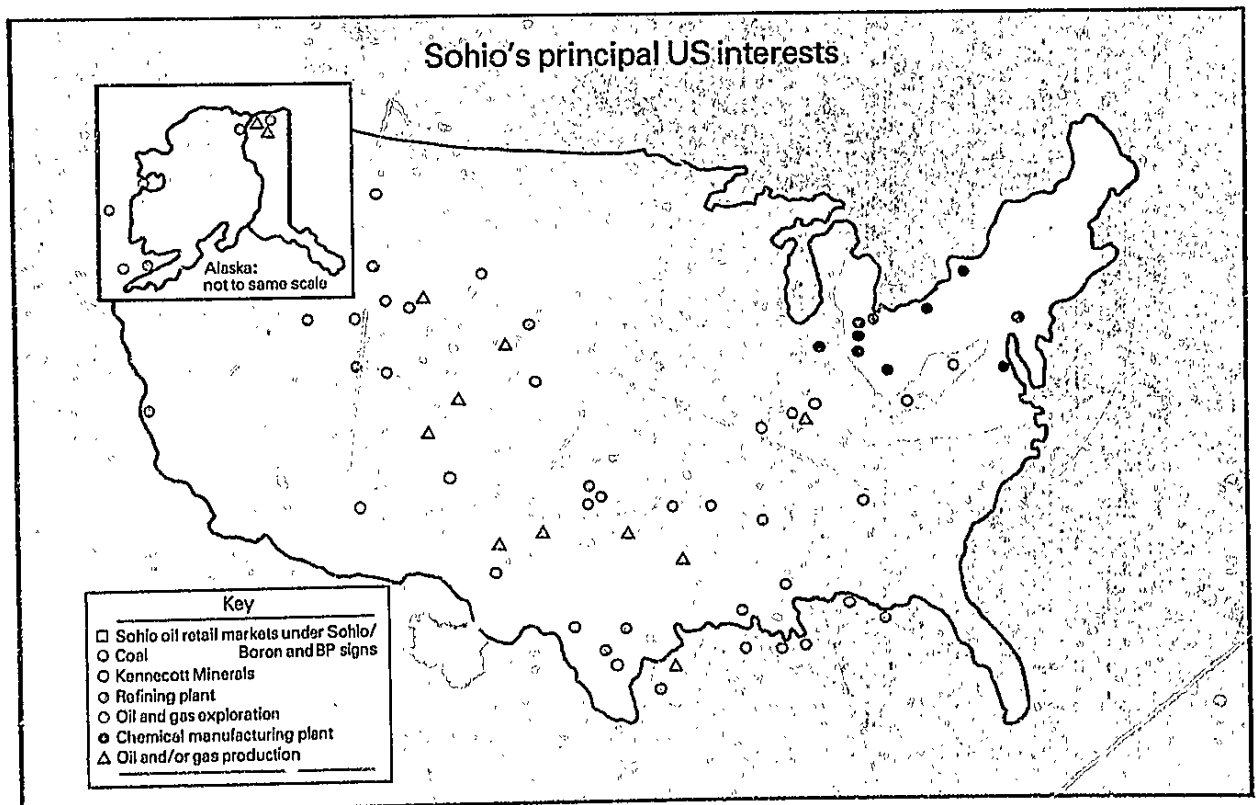 Sohio's principal US interests
Alaska:
not to same scale
Key
Sohio oil retail markets under Sohio/
Boron and BP signs
Coal
Kennecott Minerals
Refining plant
Oil and gas exploration
Chemical manufacturing plant
Oil and/or gas production